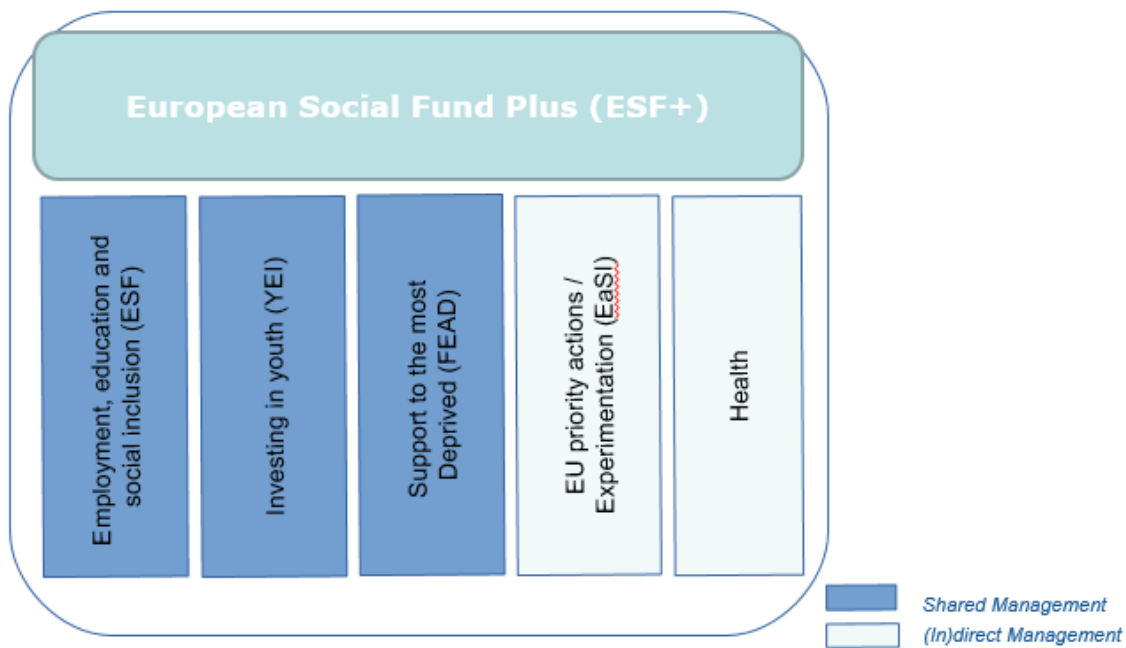 European Social Fund Plus (ESF+)
Employment, education and
social inclusion (ESF)
Investing in youth (YEI)
Support to the most
Deprived (FEAD)
EU priority actions /
Experimentation (EaSI)
Health
Shared Management
(In)direct Management